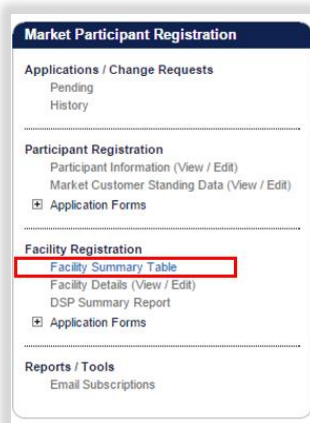 Market Participant Registration
Applications / Change Requests
Pending
History
Participant Registration
Participant Information (View / Edit)
Market Customer Standing Data (View / Edit)
Application Forms
Facility Registration
Facility Summary Table
Facility Details (View / Edit)
DSP Summary Report
Application Forms
Reports / Tools
Email Subscriptions